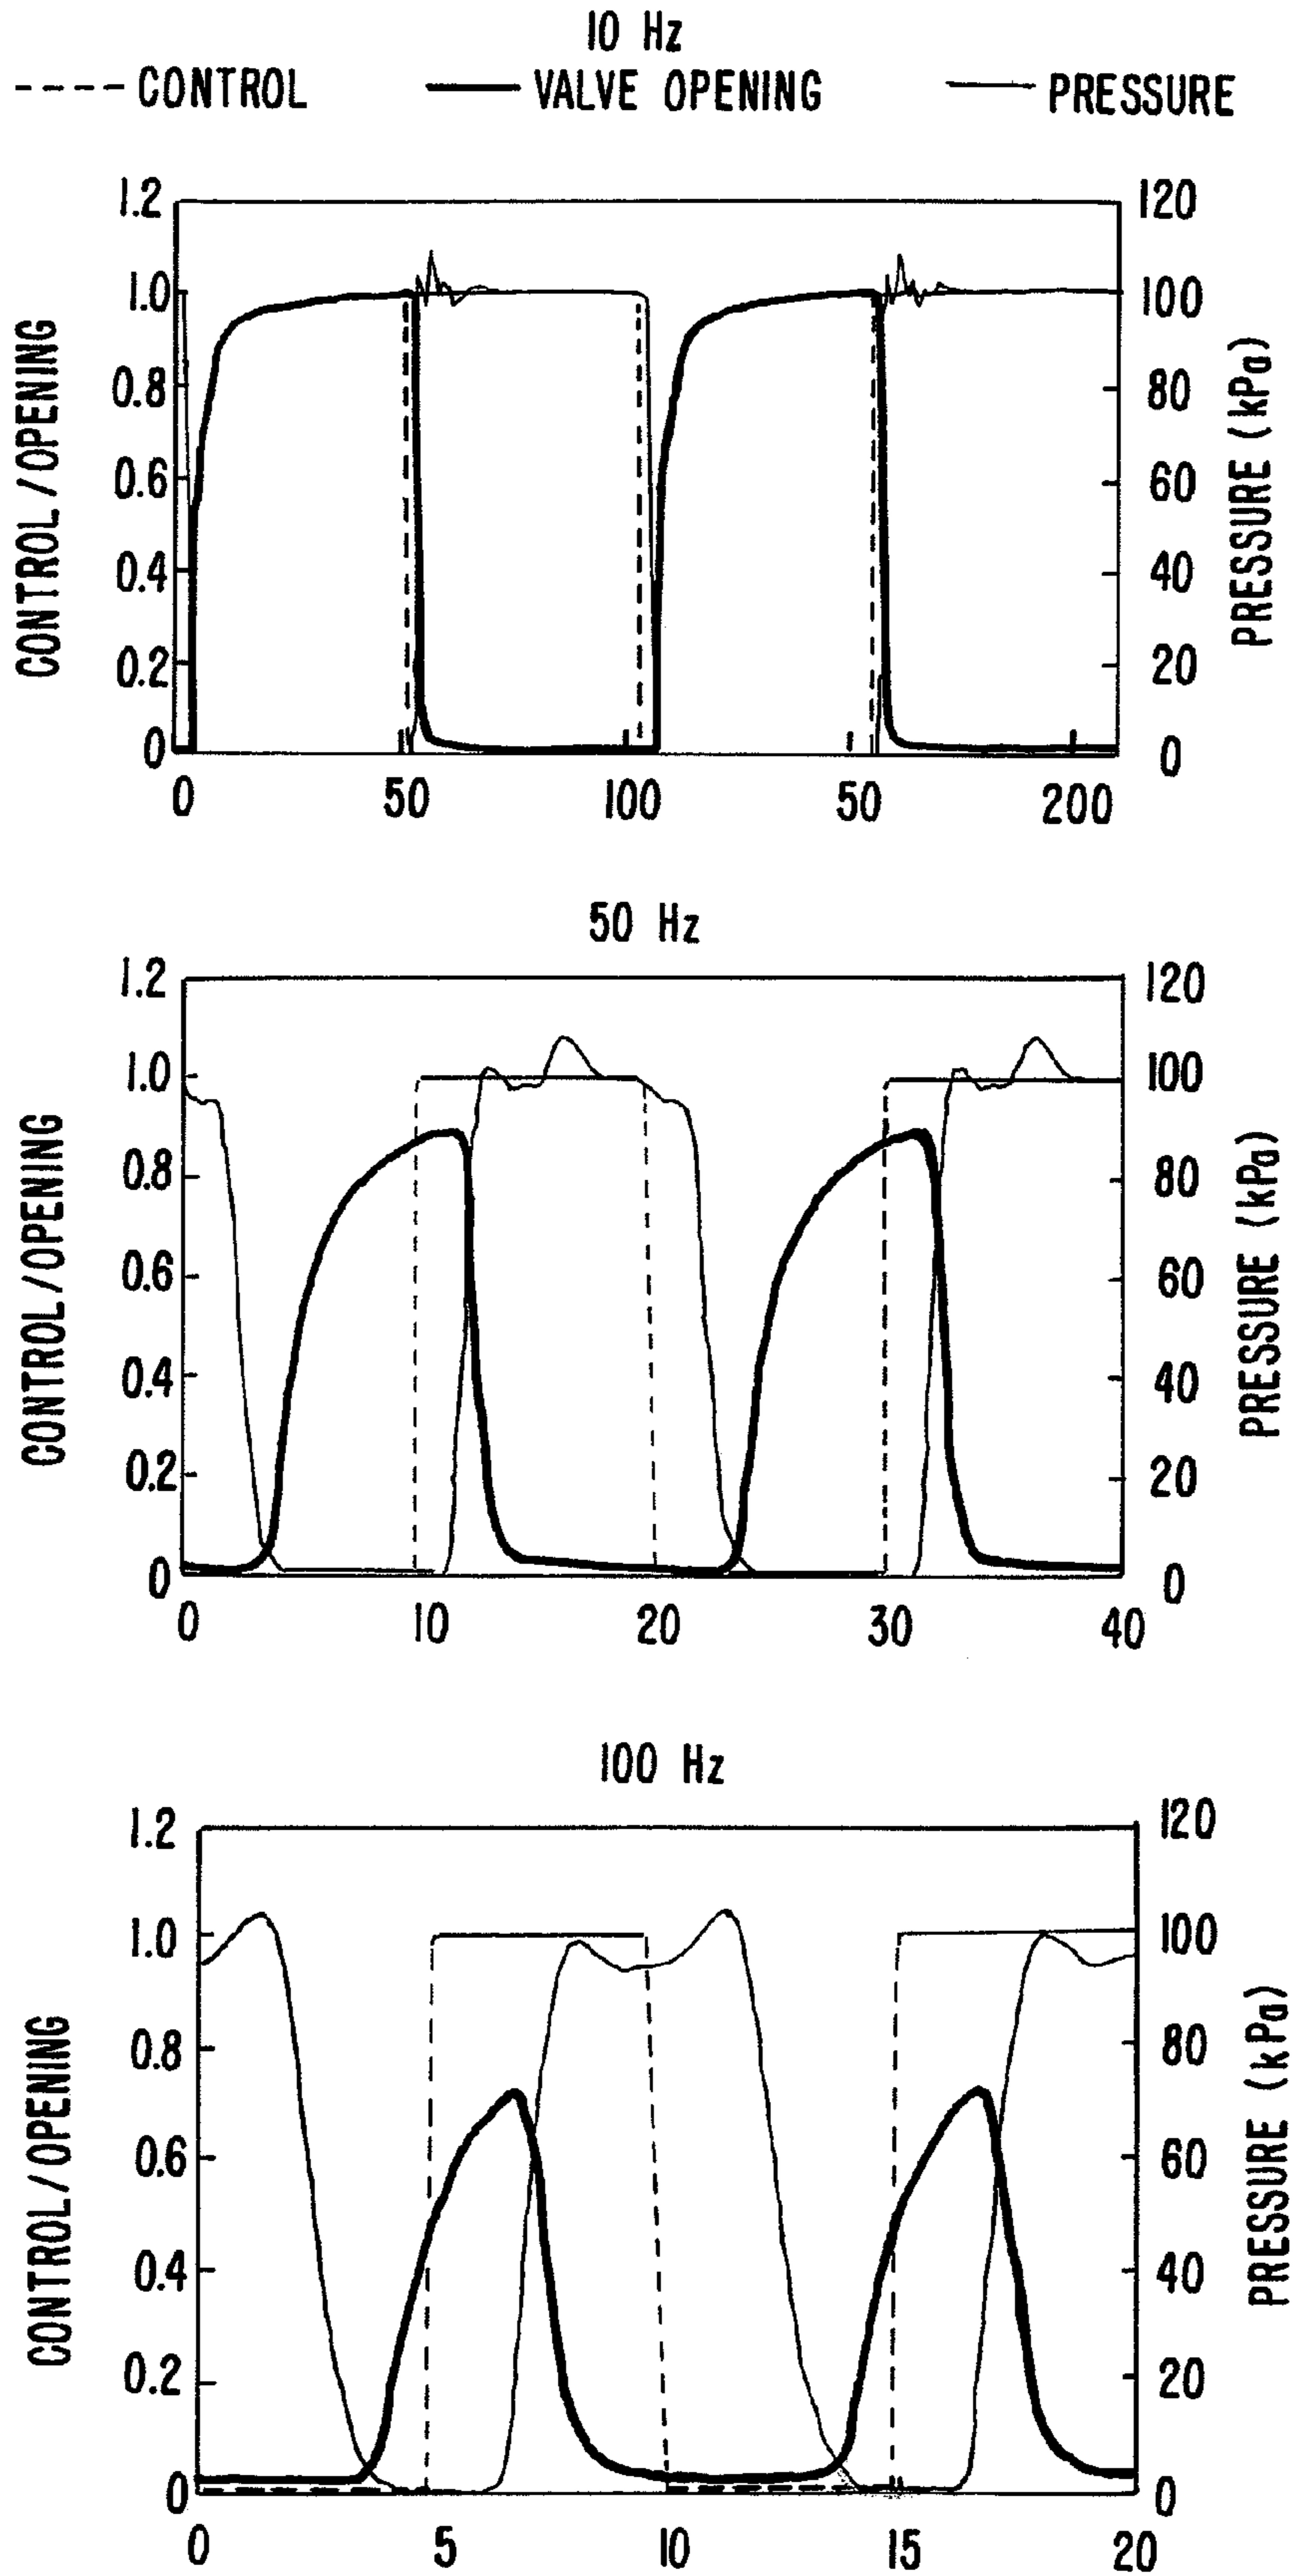 10 Hz
CONTROL VALVE OPENING PRESSURE
1.2 120
1.0 100
0.8 80
0.6 60
0.4 40
0.2 20
0 0
CONTROL/OPENING
PRESSURE (kPa)
0 50 100 50 200
50 Hz
1.2 120
1.0 100
0.8 80
0.6 60
0.4 40
0.2 20
0 0
CONTROL/OPENING
PRESSURE (kPa)
0 10 20 30 40
100 Hz
1.2 120
1.0 100
0.8 80
0.6 60
0.4 40
0.2 20
0 0
CONTROL/OPENING
PRESSURE (kPa)
0 5 10 15 20